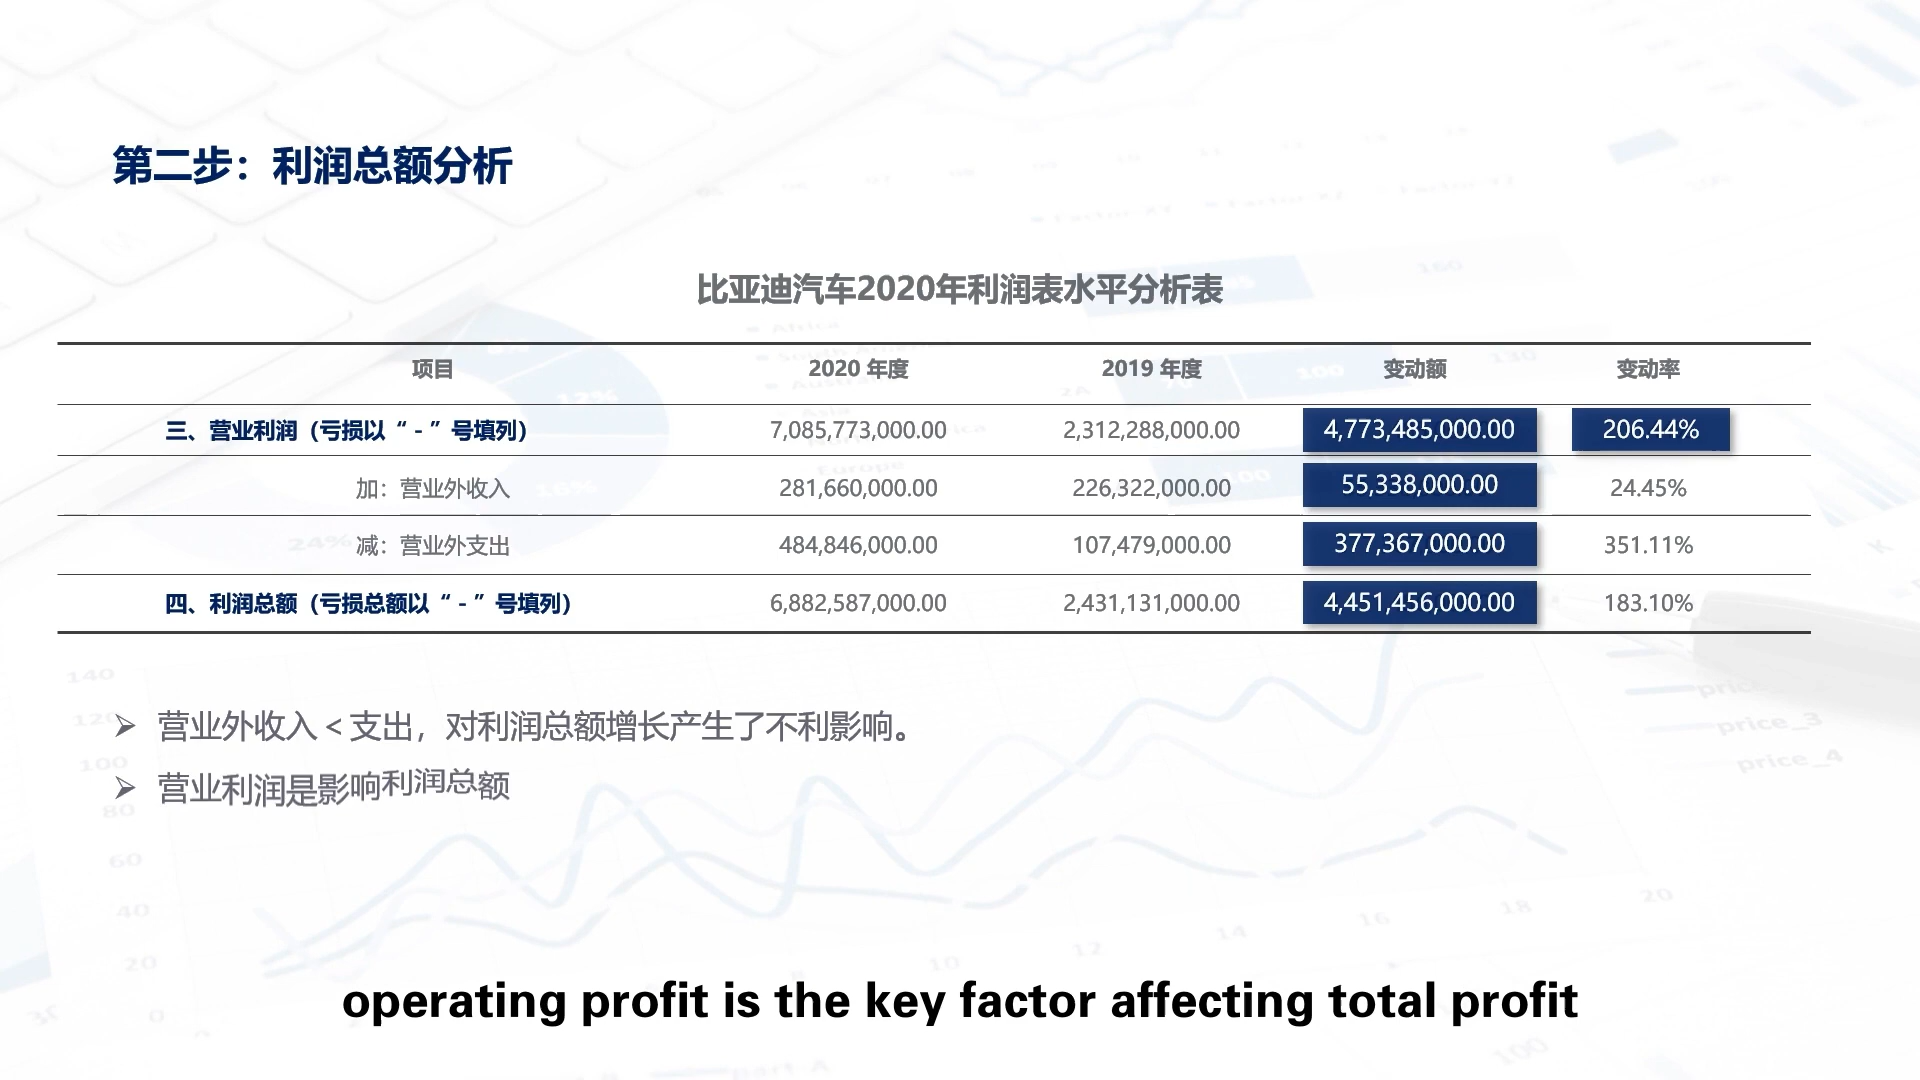 第二步：利润总额分析
比亚迪汽车2020年利润表水平分析表
项目 2020 年度 2019 年度 变动额 变动率
三、营业利润（亏损以“ - ”号填列） 7,085,773,000.00 2,312,288,000.00 4,773,485,000.00 206.44%
加：营业外收入 281,660,000.00 226,322,000.00 55,338,000.00 24.45%
减：营业外支出 484,846,000.00 107,479,000.00 377,367,000.00 351.11%
四、利润总额（亏损总额以“ - ”号填列） 6,882,587,000.00 2,431,131,000.00 4,451,456,000.00 183.10%
➢ 营业外收入 < 支出，对利润总额增长产生了不利影响。
➢ 营业利润是影响利润总额
operating profit is the key factor affecting total profit